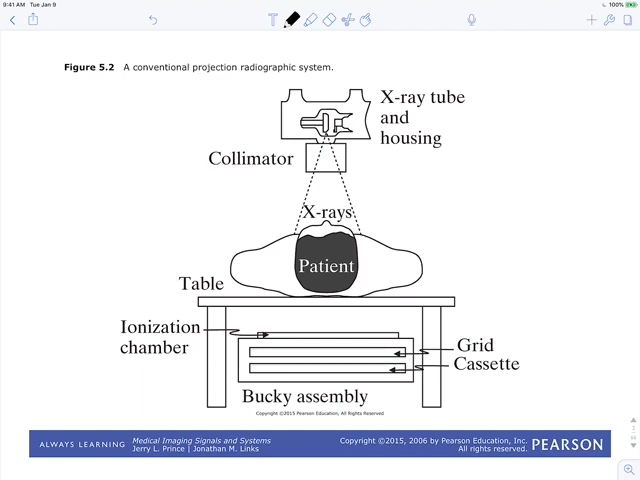 9:41 AM Tue Jan 9
100%
T
Figure 5.2 A conventional projection radiographic system.
X-ray tube
and
housing
Collimator
X-rays
Patient
Table
Ionization
chamber
Grid
Cassette
Bucky assembly
Copyright ©2015 Pearson Education, All Rights Reserved
ALWAYS LEARNING
Medical Imaging Signals and Systems
Jerry L. Prince | Jonathan M. Links
Copyright ©2015, 2006 by Pearson Education, Inc.
All rights reserved.
PEARSON